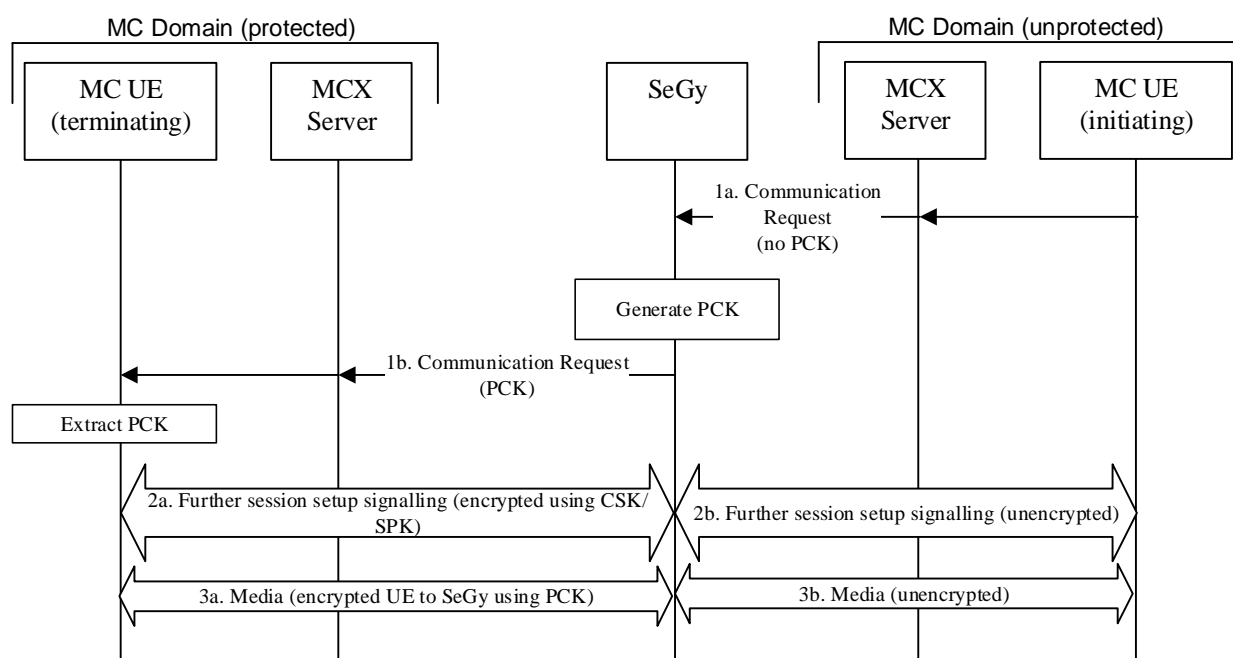 MC Domain (protected)
MC Domain (unprotected)
MC UE
(terminating)
MCX
Server
SeGy
MCX
Server
MC UE
(initiating)
1a. Communication
Request
(no PCK)
Generate PCK
1b. Communication Request
(PCK)
Extract PCK
2a. Further session setup signalling (encrypted using CSK/
SPK)
2b. Further session setup signalling (unencrypted)
3a. Media (encrypted UE to SeGy using PCK)
3b. Media (unencrypted)